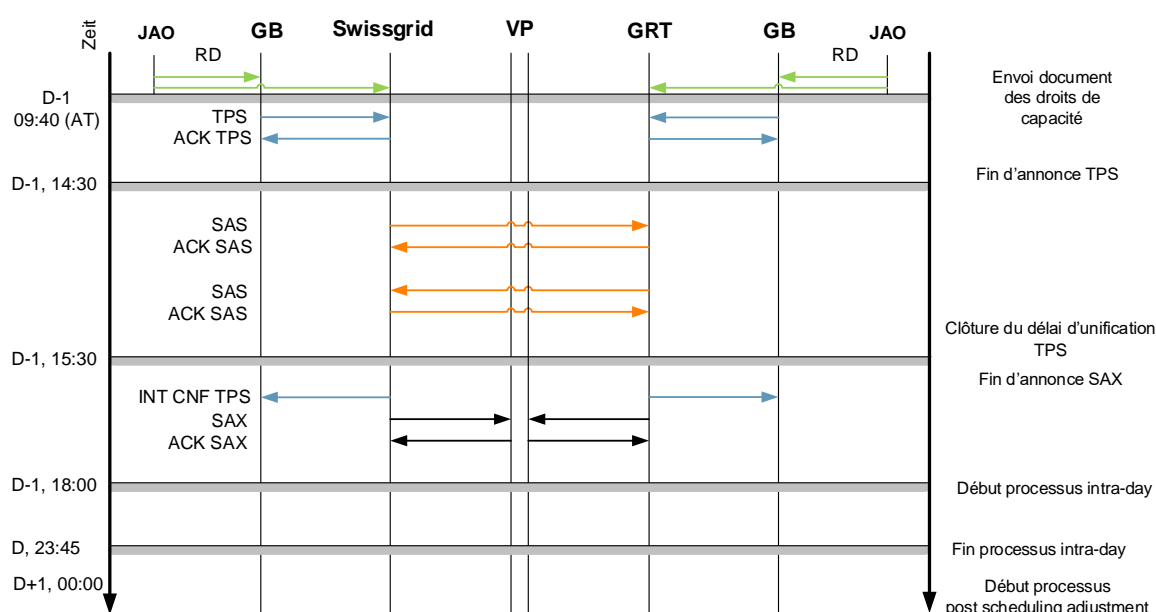 Zeit
JAO GB Swissgrid VP GRT GB JAO
RD RD
Envoi document
des droits de
capacité
D-1
09:40 (AT)
TPS
ACK TPS
Fin d'annonce TPS
D-1, 14:30
SAS
ACK SAS
SAS
ACK SAS
Clôture du délai d'unification
TPS
D-1, 15:30
Fin d'annonce SAX
INT CNF TPS
SAX
ACK SAX
D-1, 18:00
Début processus intra-day
D, 23:45
Fin processus intra-day
D+1, 00:00
Début processus
post scheduling adjustment